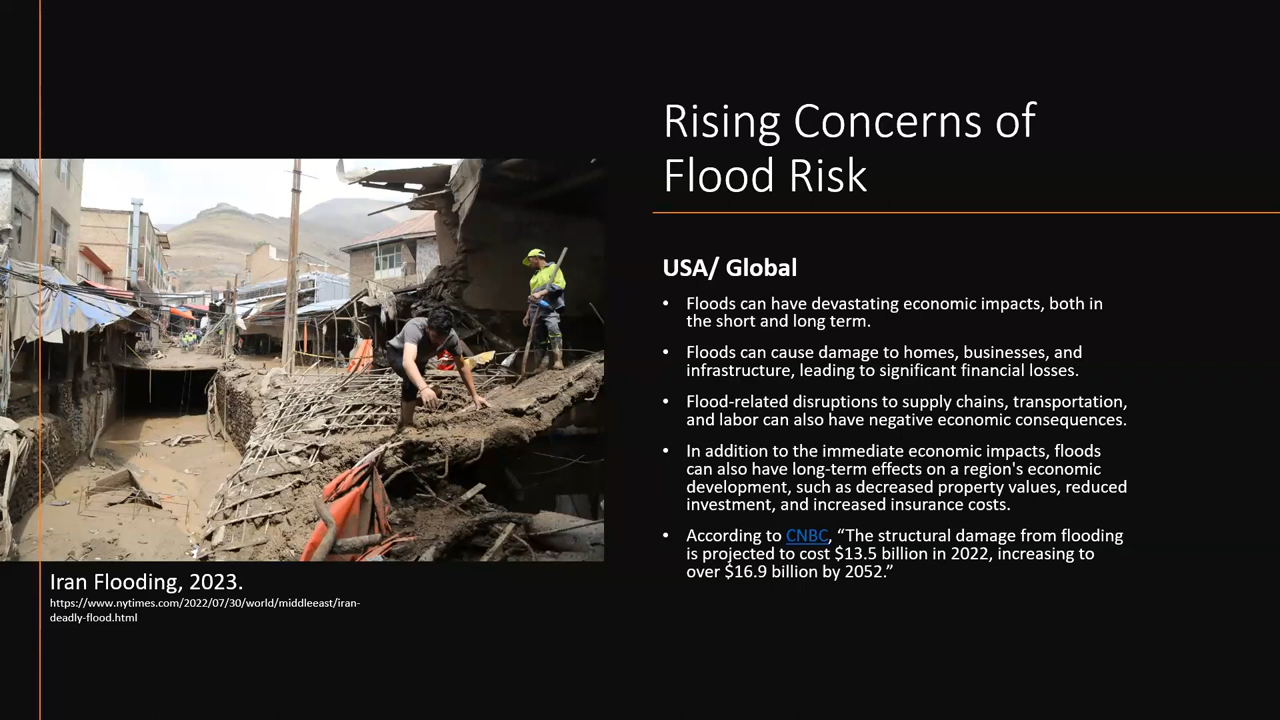 Rising Concerns of
Flood Risk
USA/ Global
• Floods can have devastating economic impacts, both in
the short and long term.
• Floods can cause damage to homes, businesses, and
infrastructure, leading to significant financial losses.
• Flood-related disruptions to supply chains, transportation,
and labor can also have negative economic consequences.
• In addition to the immediate economic impacts, floods
can also have long-term effects on a region's economic
development, such as decreased property values, reduced
investment, and increased insurance costs.
• According to CNBC, “The structural damage from flooding
is projected to cost $13.5 billion in 2022, increasing to
over $16.9 billion by 2052.”
Iran Flooding, 2023.
https://www.nytimes.com/2022/07/30/world/middleeast/iran-
deadly-flood.html